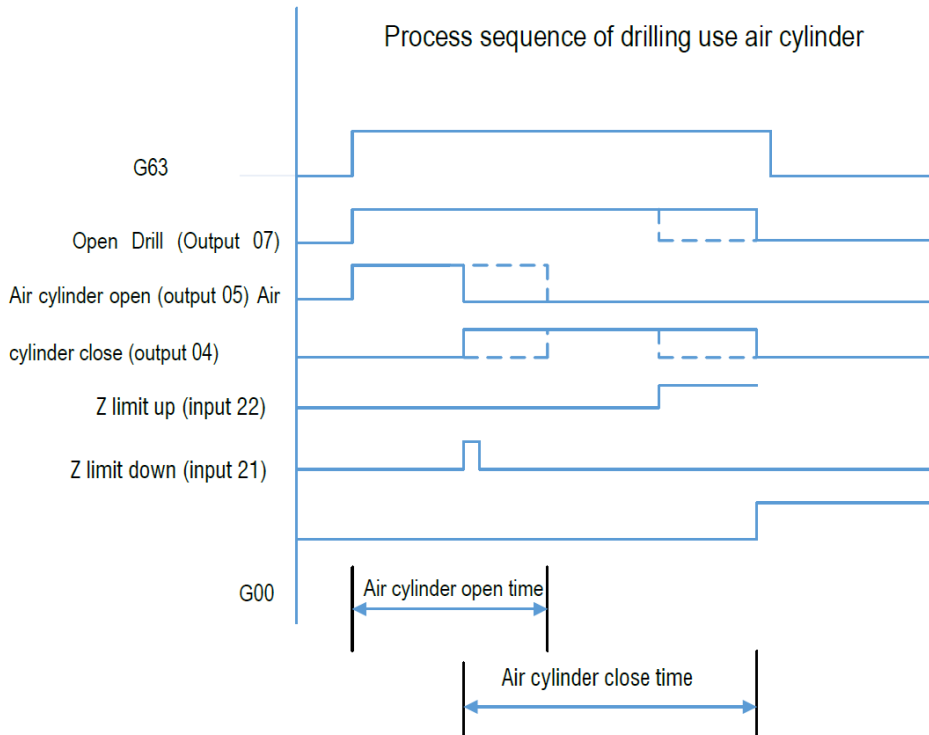 Process sequence of drilling use air cylinder
G63
Open Drill (Output 07)
Air cylinder open (output 05) Air
cylinder close (output 04)
Z limit up (input 22)
Z limit down (input 21)
G00
Air cylinder open time
Air cylinder close time